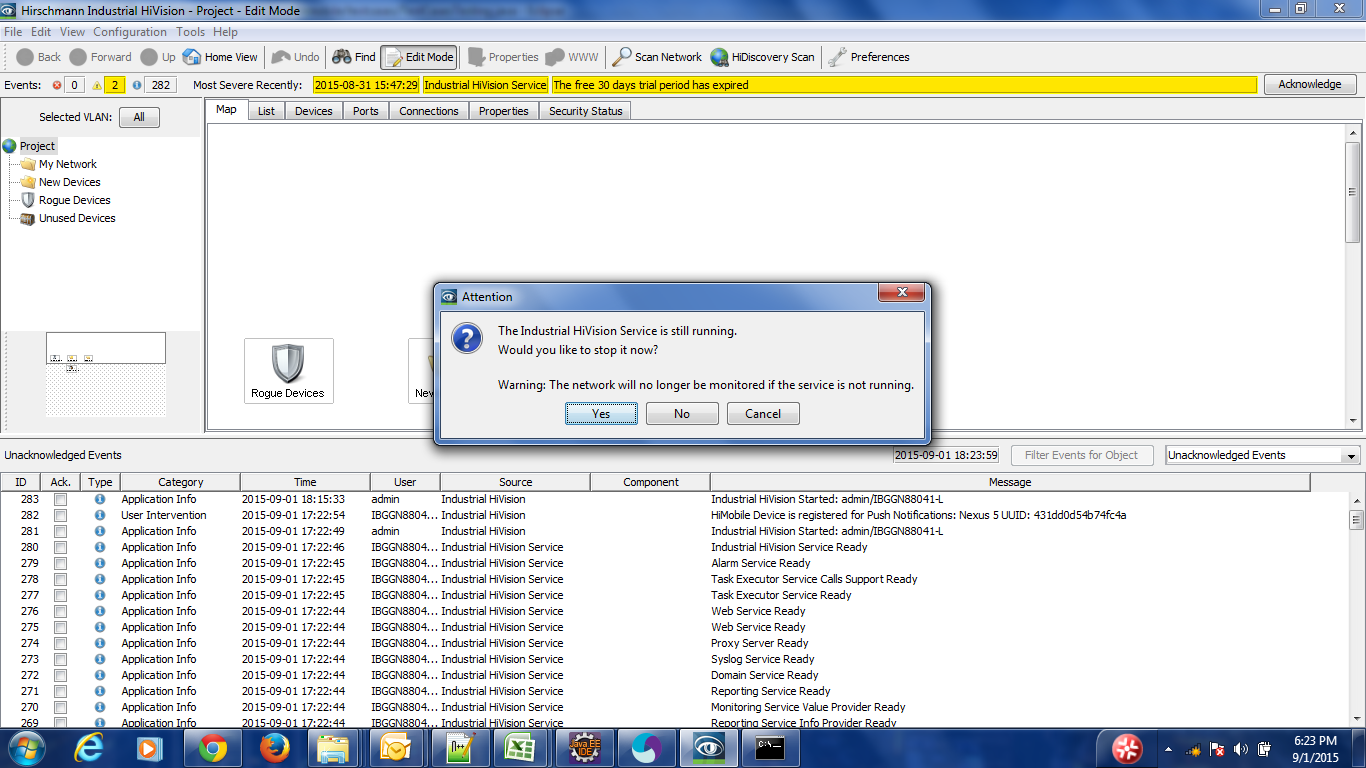 Hirschmann Industrial HiVision - Project - Edit Mode
File Edit View Configuration Tools Help
Back Forward Up Home View Undo Find Edit Mode Properties WWW Scan Network HiDiscovery Scan Preferences
Events: 0 2 282 Most Severe Recently: 2015-08-31 15:47:29 Industrial HiVision Service The free 30 days trial period has expired Acknowledge
Selected VLAN: All
Map List Devices Ports Connections Properties Security Status
Project
My Network
New Devices
Rogue Devices
Unused Devices
Rogue Devices
New
Attention
The Industrial HiVision Service is still running.
Would you like to stop it now?
Warning: The network will no longer be monitored if the service is not running.
Yes No Cancel
Unacknowledged Events 2015-09-01 18:23:59 Filter Events for Object Unacknowledged Events
ID Ack. Type Category Time User Source Component Message
283 Application Info 2015-09-01 18:15:33 admin Industrial HiVision Industrial HiVision Started: admin/IBGGN88041-L
282 User Intervention 2015-09-01 17:22:54 IBGGN8804... Industrial HiVision HiMobile Device is registered for Push Notifications: Nexus 5 UUID: 431dd0d54b74fc4a
281 Application Info 2015-09-01 17:22:49 admin Industrial HiVision Industrial HiVision Started: admin/IBGGN88041-L
280 Application Info 2015-09-01 17:22:46 IBGGN8804... Industrial HiVision Service Industrial HiVision Service Ready
279 Application Info 2015-09-01 17:22:45 IBGGN8804... Industrial HiVision Service Alarm Service Ready
278 Application Info 2015-09-01 17:22:45 IBGGN8804... Industrial HiVision Service Task Executor Service Calls Support Ready
277 Application Info 2015-09-01 17:22:45 IBGGN8804... Industrial HiVision Service Task Executor Service Ready
276 Application Info 2015-09-01 17:22:44 IBGGN8804... Industrial HiVision Service Web Service Ready
275 Application Info 2015-09-01 17:22:44 IBGGN8804... Industrial HiVision Service Web Service Ready
274 Application Info 2015-09-01 17:22:44 IBGGN8804... Industrial HiVision Service Proxy Server Ready
273 Application Info 2015-09-01 17:22:44 IBGGN8804... Industrial HiVision Service Syslog Service Ready
272 Application Info 2015-09-01 17:22:44 IBGGN8804... Industrial HiVision Service Domain Service Ready
271 Application Info 2015-09-01 17:22:44 IBGGN8804... Industrial HiVision Service Reporting Service Ready
270 Application Info 2015-09-01 17:22:44 IBGGN8804... Industrial HiVision Service Monitoring Service Value Provider Ready
269 Application Info 2015-09-01 17:22:44 IBGGN8804... Industrial HiVision Service Reporting Service Info Provider Ready
Java EE
IDE
6:23 PM
9/1/2015